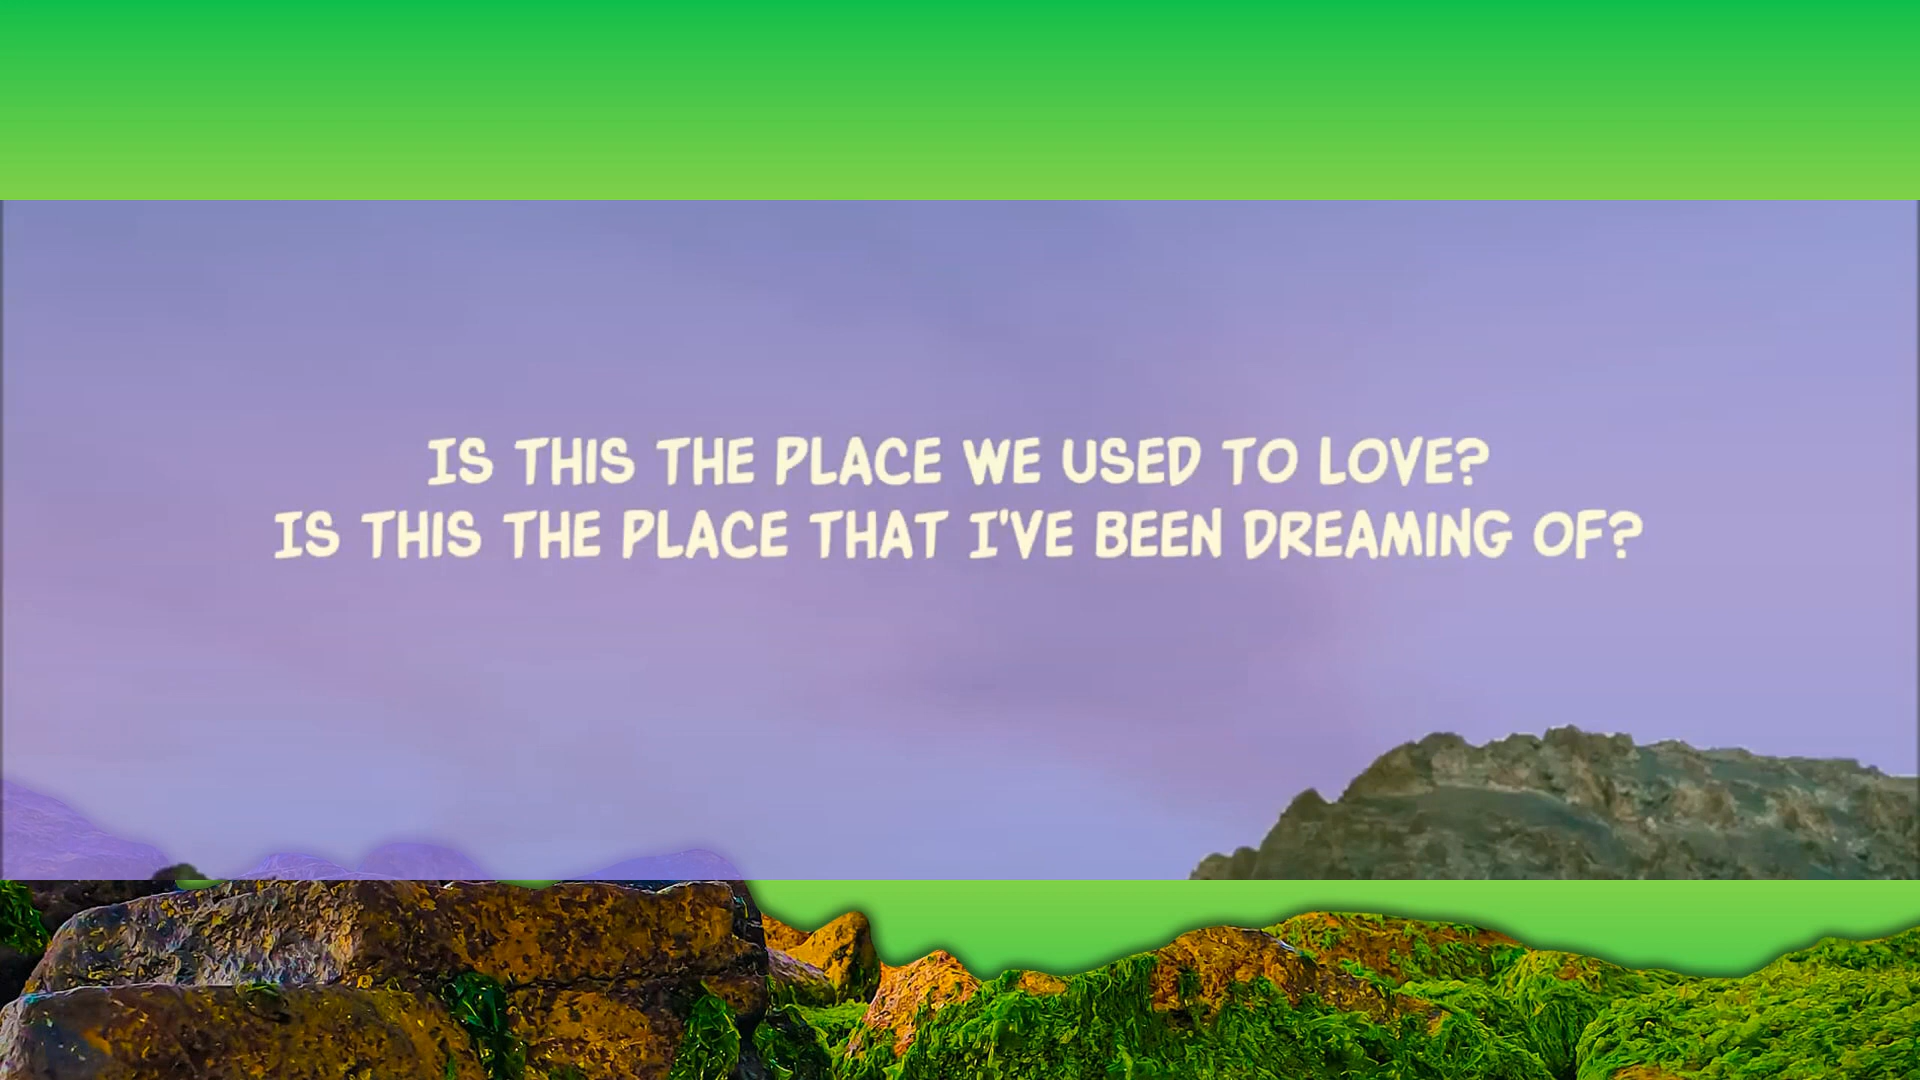 IS THIS THE PLACE WE USED TO LOVE?
IS THIS THE PLACE THAT I'VE BEEN DREAMING OF?